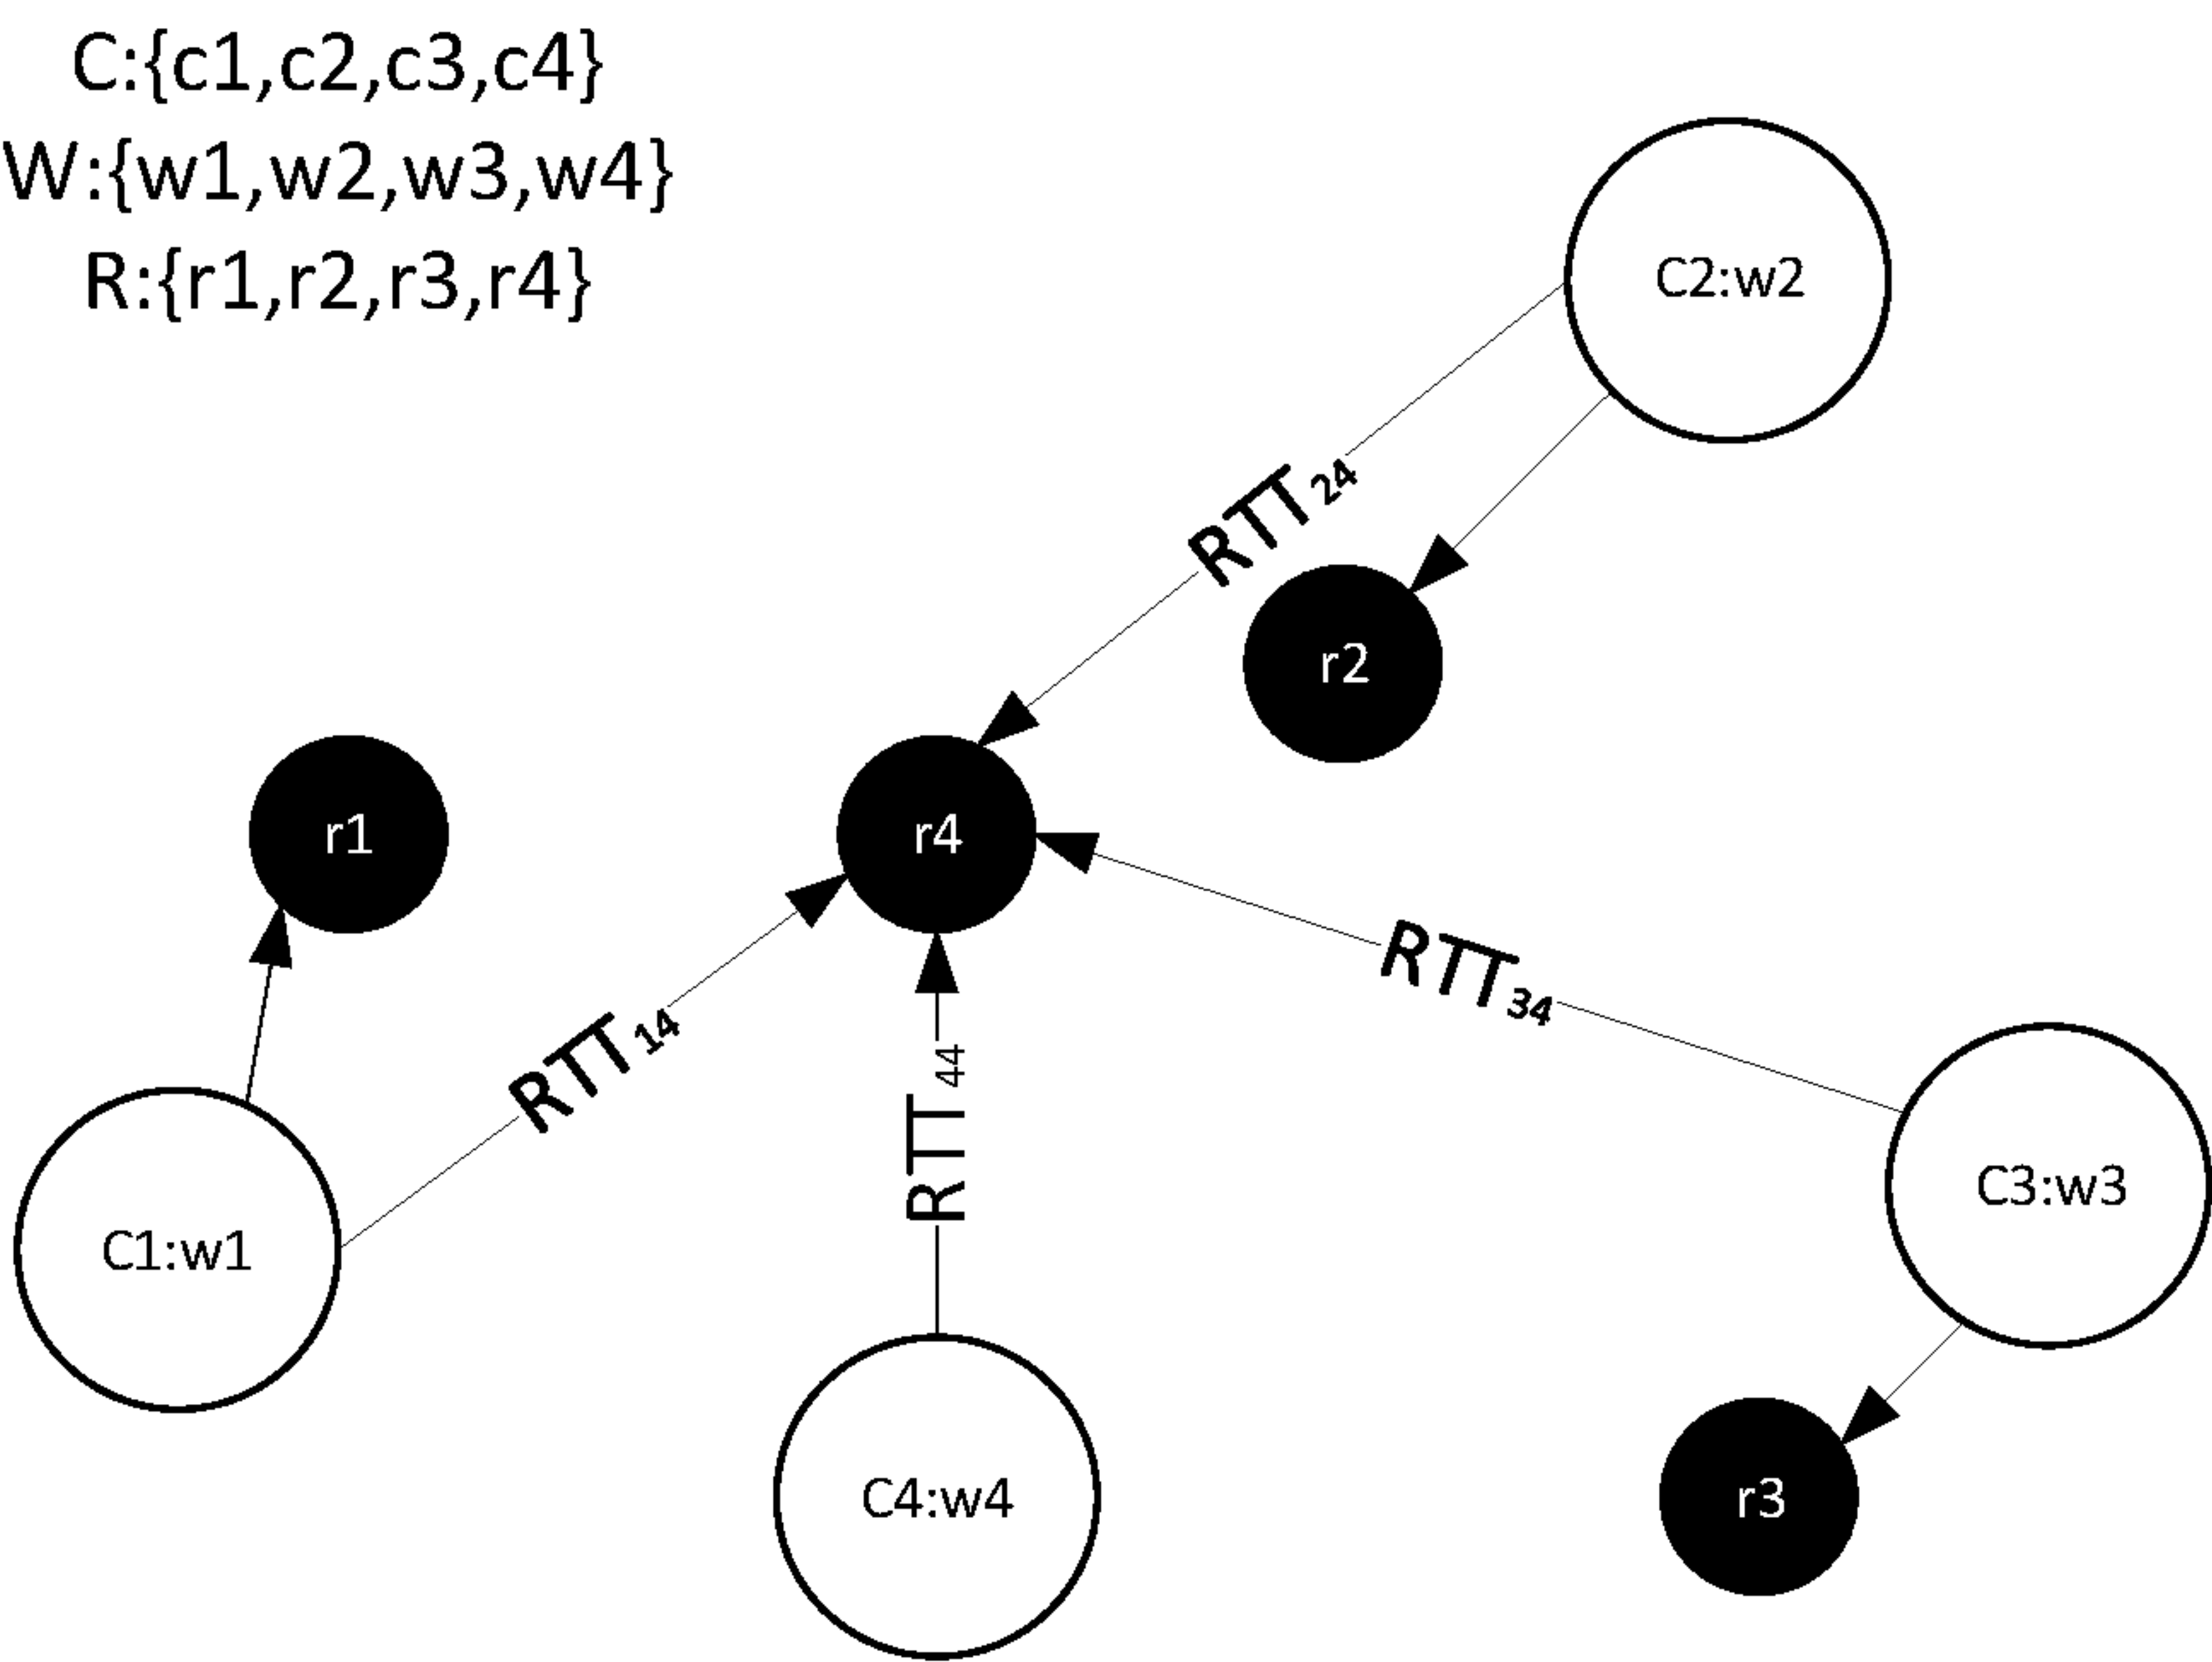 C:{c1,c2,c3,c4}
W:{w1,w2,w3,w4}
R:{r1,r2,r3,r4}
C2:w2
RTT24
r2
r1
r4
RTT34
RTT14
RTT44
C3:w3
C1:w1
C4:w4
r3